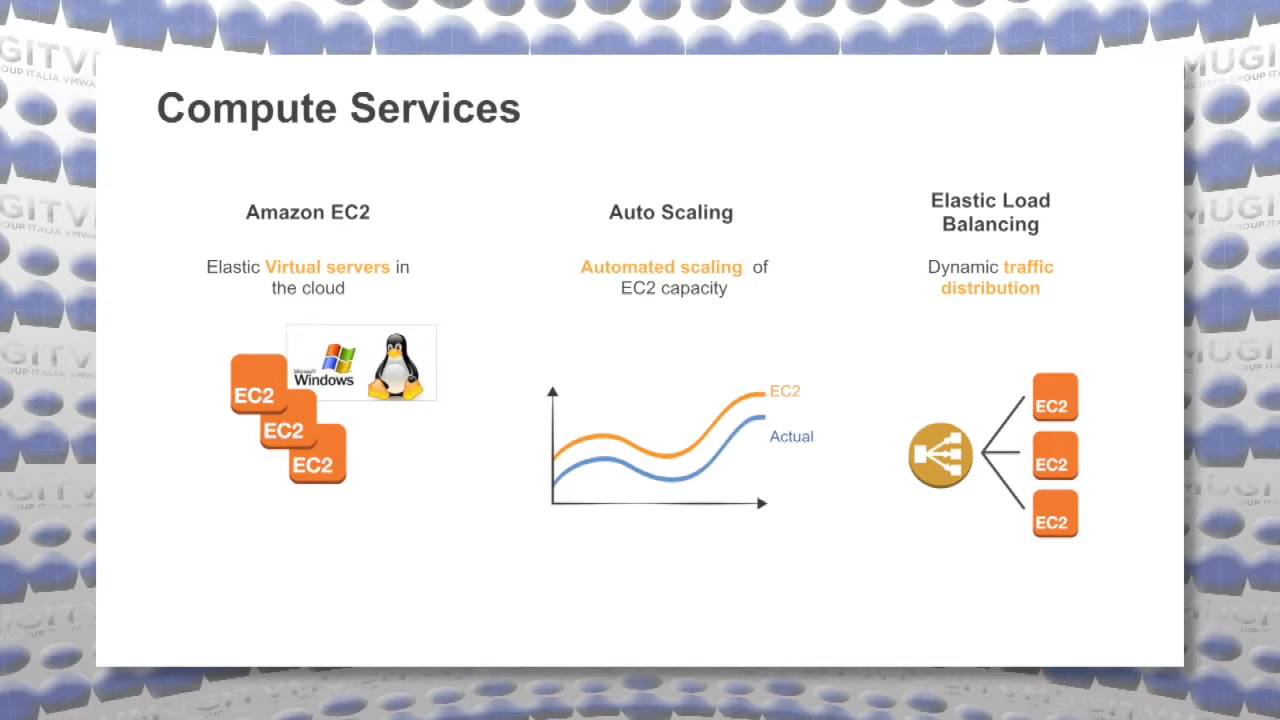 Compute Services
Amazon EC2
Elastic Virtual servers in
the cloud
Microsoft
Windows
EC2
EC2
EC2
Auto Scaling
Automated scaling of
EC2 capacity
EC2
Actual
Elastic Load
Balancing
Dynamic traffic
distribution
EC2
EC2
EC2